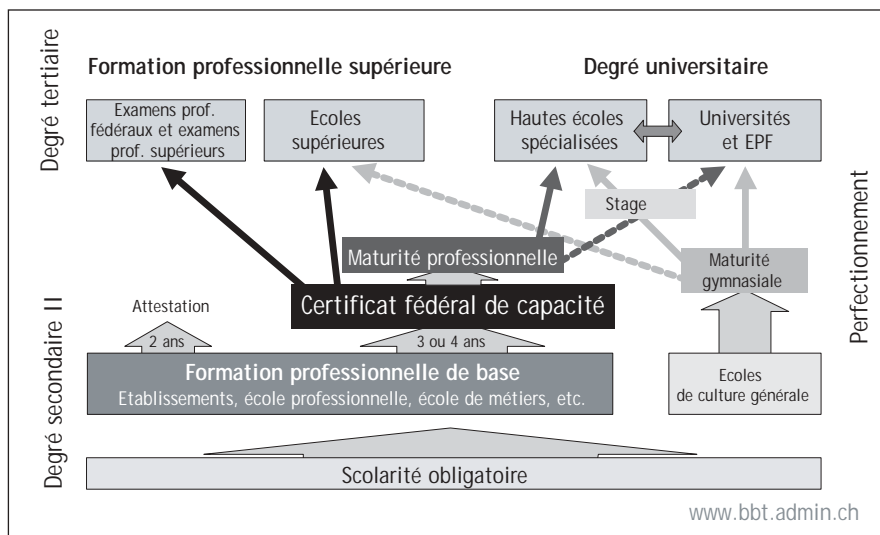 Degré tertiaire
Formation professionnelle supérieure
Degré universitaire
Examens prof.
fédéraux et examens
prof. supérieurs
Ecoles
supérieures
Hautes écoles
spécialisées
Universités
et EPF
Stage
Maturité professionnelle
Maturité
gymnasiale
Perfectionnement
Certificat fédéral de capacité
Degré secondaire II
Attestation
2 ans
3 ou 4 ans
Formation professionnelle de base
Etablissements, école professionnelle, école de métiers, etc.
Ecoles
de culture générale
Scolarité obligatoire
www.bbt.admin.ch